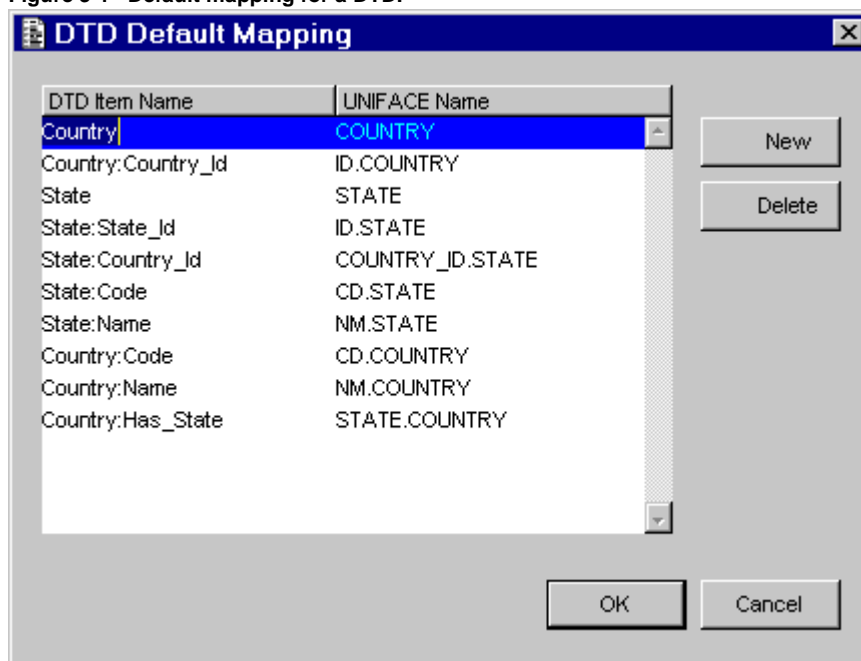 DTD Default Mapping
DTD Item Name UNIFACE Name
Country COUNTRY
Country:Country_Id ID.COUNTRY
State STATE
State:State_Id ID.STATE
State:Country_Id COUNTRY_ID.STATE
State:Code CD.STATE
State:Name NM.STATE
Country:Code CD.COUNTRY
Country:Name NM.COUNTRY
Country:Has_State STATE.COUNTRY
New
Delete
OK Cancel